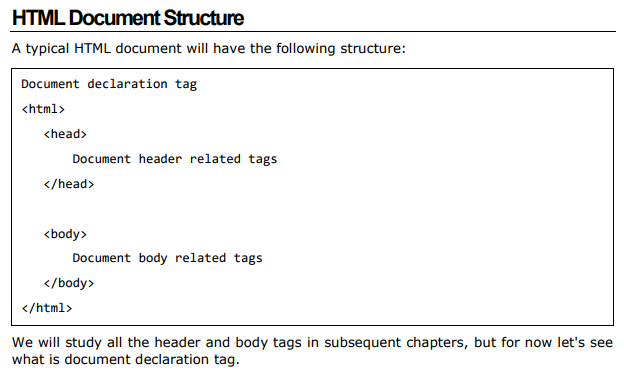 HTML Document Structure
A typical HTML document will have the following structure:
Document declaration tag
<html>
<head>
Document header related tags
</head>
<body>
Document body related tags
</body>
</html>
We will study all the header and body tags in subsequent chapters, but for now let's see
what is document declaration tag.